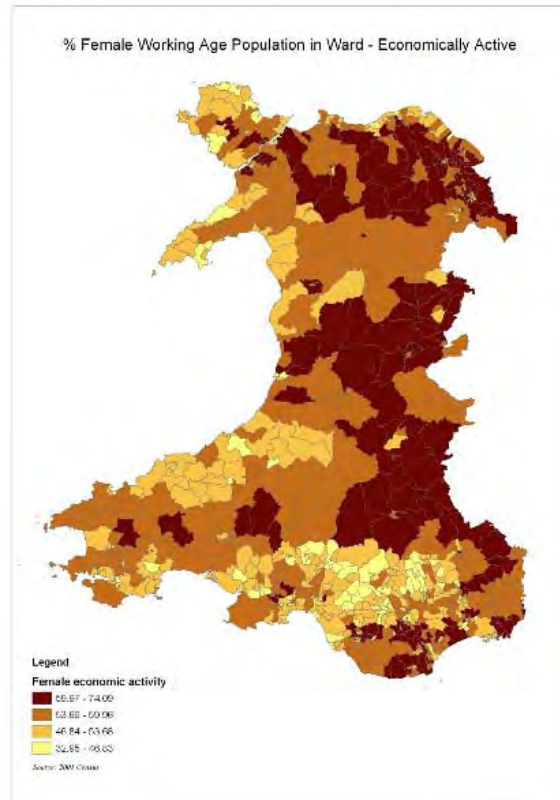 % Female Working Age Population in Ward - Economically Active
Legend
Female economic activity
59.97 - 74.09
53.69 - 59.96
46.84 - 53.68
32.95 - 46.83
Source: 2001 Census